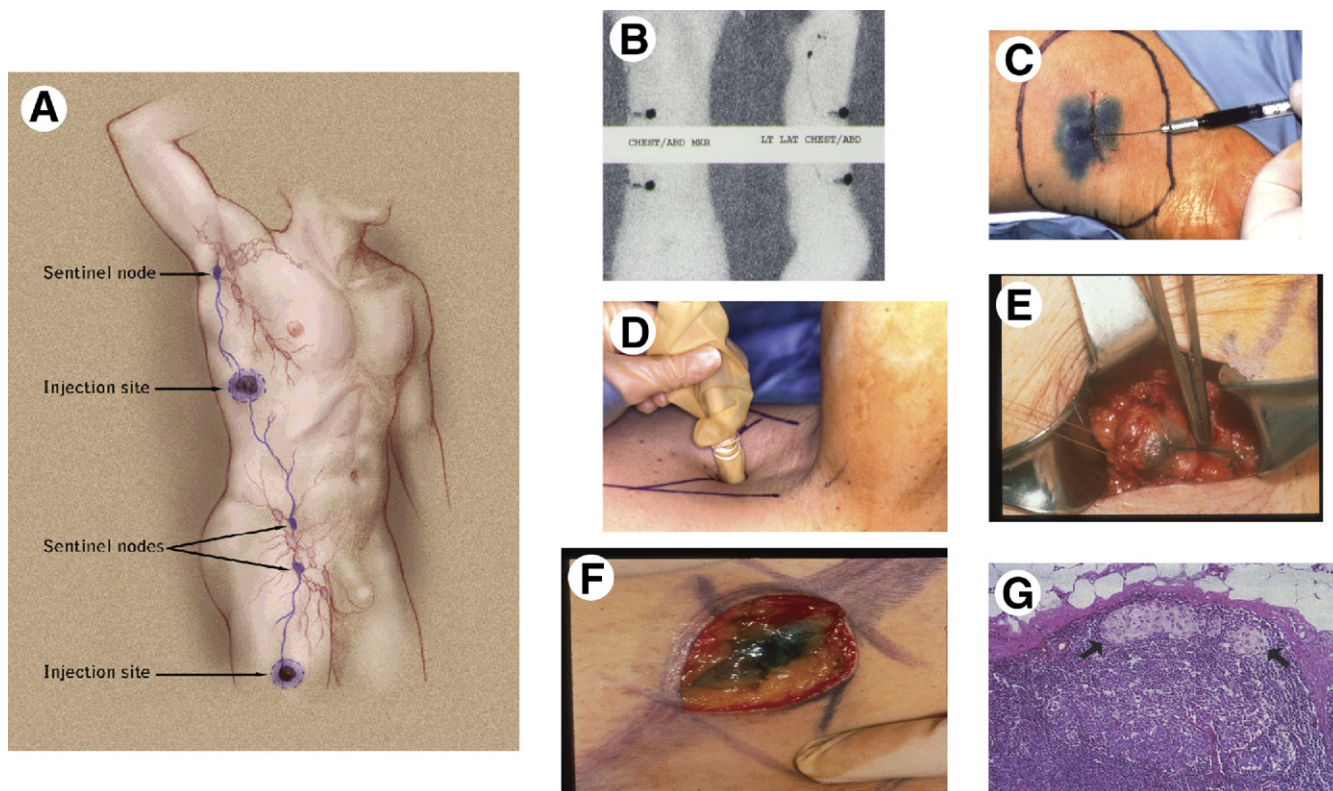 A
Sentinel node
Injection site
Sentinel nodes
Injection site
B
CHEST/ABD MKR
LT LAT CHEST/ABD
C
D
E
F
G